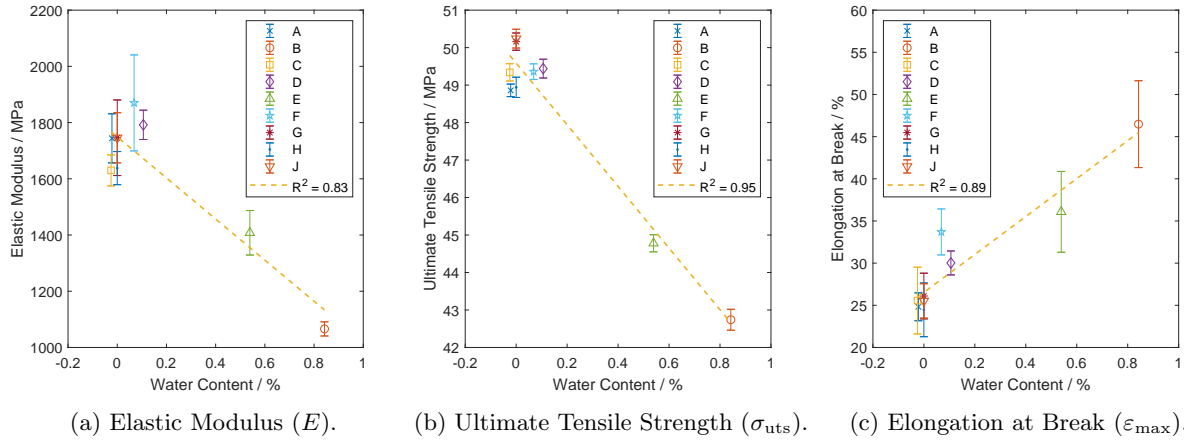 2200
2000
1800
1600
1400
1200
1000
-0.2 0 0.2 0.4 0.6 0.8 1
Elastic Modulus / MPa
Water Content / %
A
B
C
D
E
F
G
H
J
R² = 0.83
(a) Elastic Modulus (E).
51
50
49
48
47
46
45
44
43
42
-0.2 0 0.2 0.4 0.6 0.8 1
Ultimate Tensile Strength / MPa
Water Content / %
A
B
C
D
E
F
G
H
J
R² = 0.95
(b) Ultimate Tensile Strength (σuts).
60
55
50
45
40
35
30
25
20
-0.2 0 0.2 0.4 0.6 0.8 1
Elongation at Break / %
Water Content / %
A
B
C
D
E
F
G
H
J
R² = 0.89
(c) Elongation at Break (εmax).